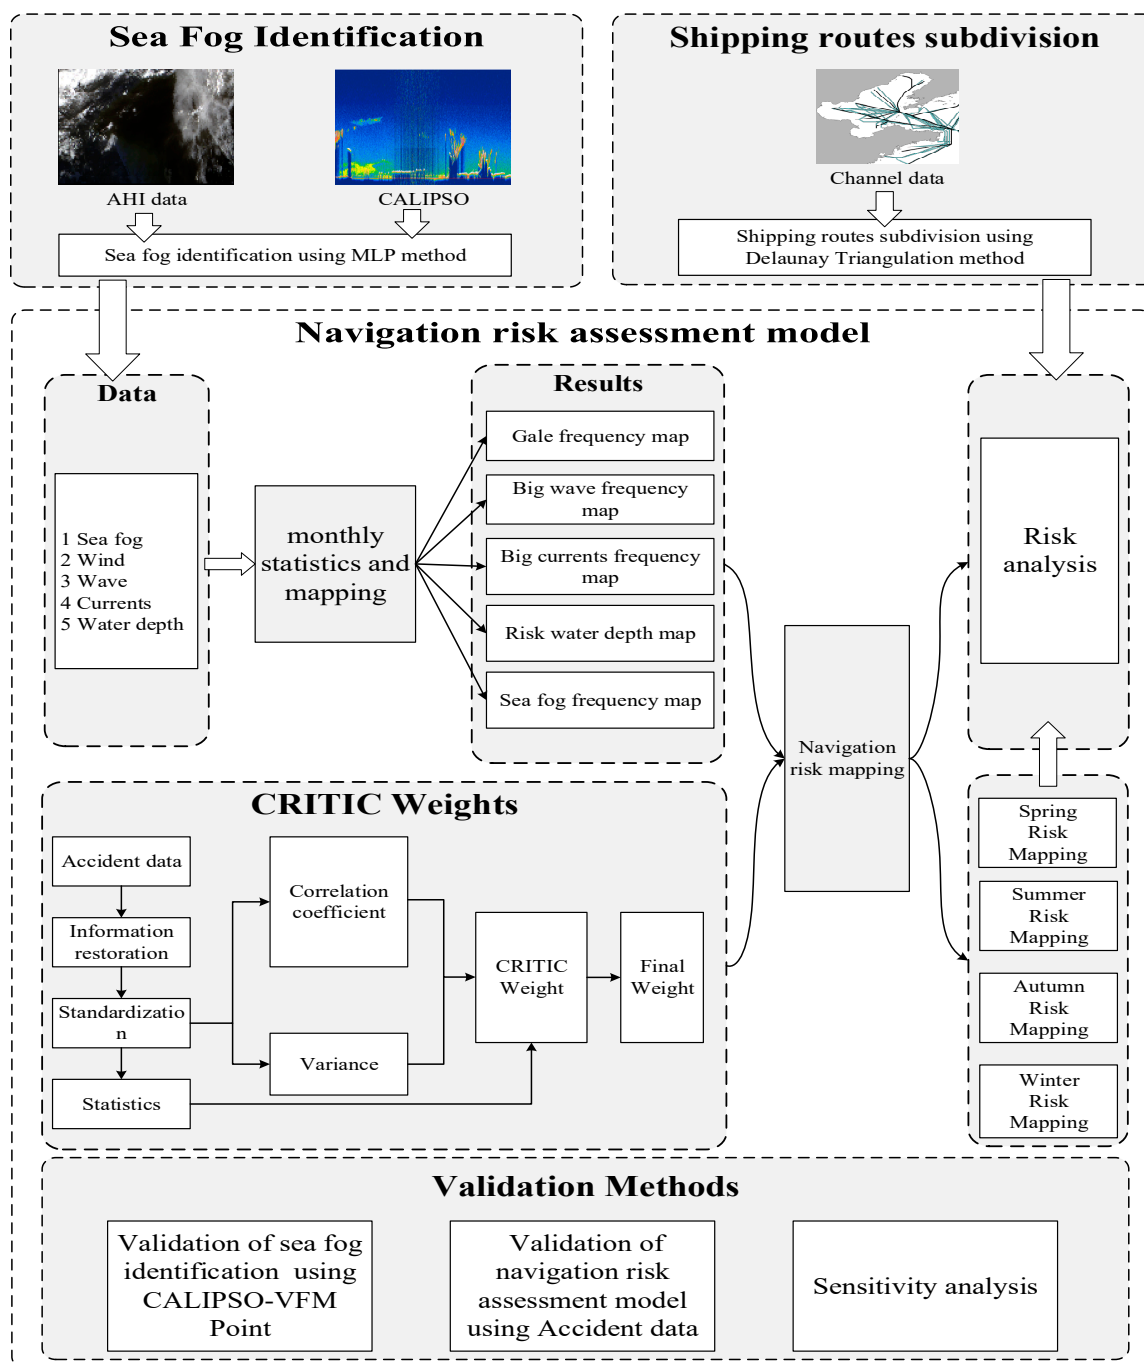 Sea Fog Identification
AHI data
CALIPSO
Sea fog identification using MLP method
Shipping routes subdivision
Channel data
Shipping routes subdivision using
Delaunay Triangulation method
Navigation risk assessment model
Data
1 Sea fog
2 Wind
3 Wave
4 Currents
5 Water depth
monthly
statistics and
mapping
Results
Gale frequency map
Big wave frequency
map
Big currents frequency
map
Risk water depth map
Sea fog frequency map
Navigation
risk mapping
Risk
analysis
Spring
Risk
Mapping
Summer
Risk
Mapping
Autumn
Risk
Mapping
Winter
Risk
Mapping
CRITIC Weights
Accident data
Information
restoration
Standardizatio
n
Statistics
Correlation
coefficient
Variance
CRITIC
Weight
Final
Weight
Validation Methods
Validation of sea fog
identification  using
CALIPSO-VFM
Point
Validation of
navigation risk
assessment model
using Accident data
Sensitivity analysis